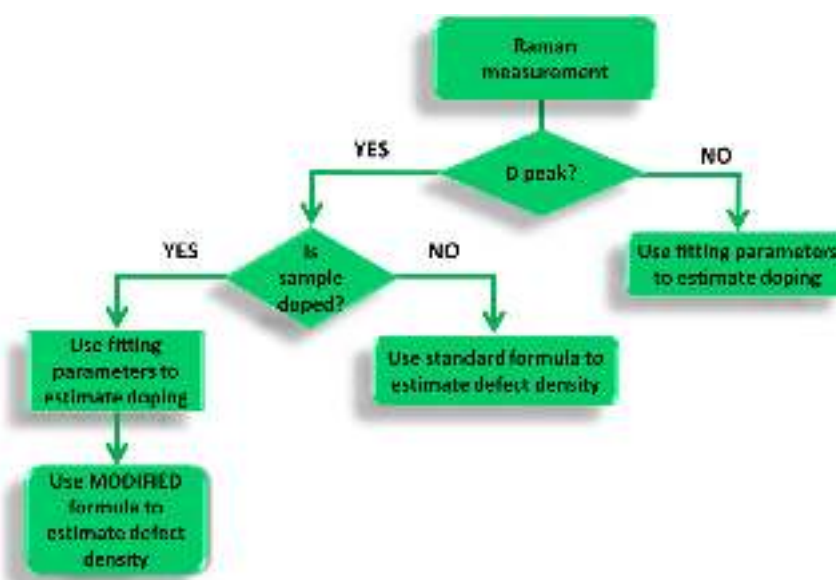 Raman
measurement
YES
D peak?
NO
YES
Is
sample
doped?
NO
Use fitting parameters
to estimate doping
Use fitting
parameters to
estimate doping
Use standard formula to
estimate defect density
Use MODIFIED
formula to
estimate defect
density